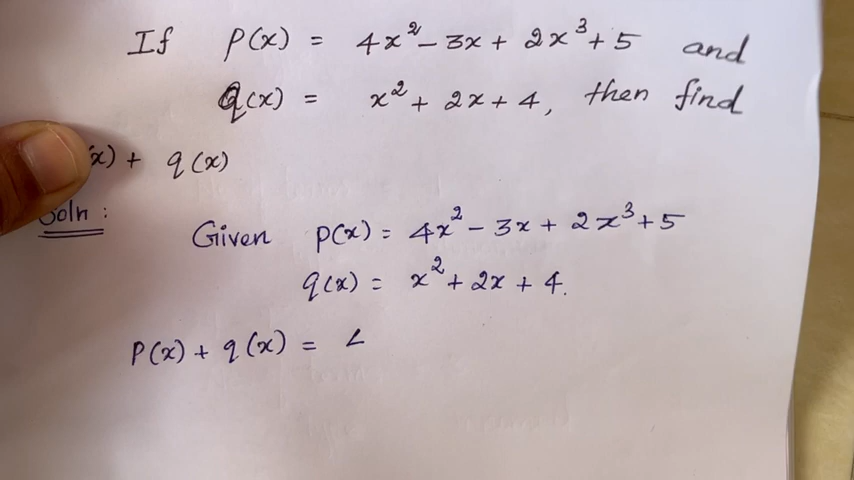 If p(x) = 4x² - 3x + 2x³ + 5 and
q(x) = x² + 2x + 4, then find
x) + q(x)
Soln :
Given p(x) = 4x² - 3x + 2x³ + 5
q(x) = x² + 2x + 4.
p(x) + q(x) =